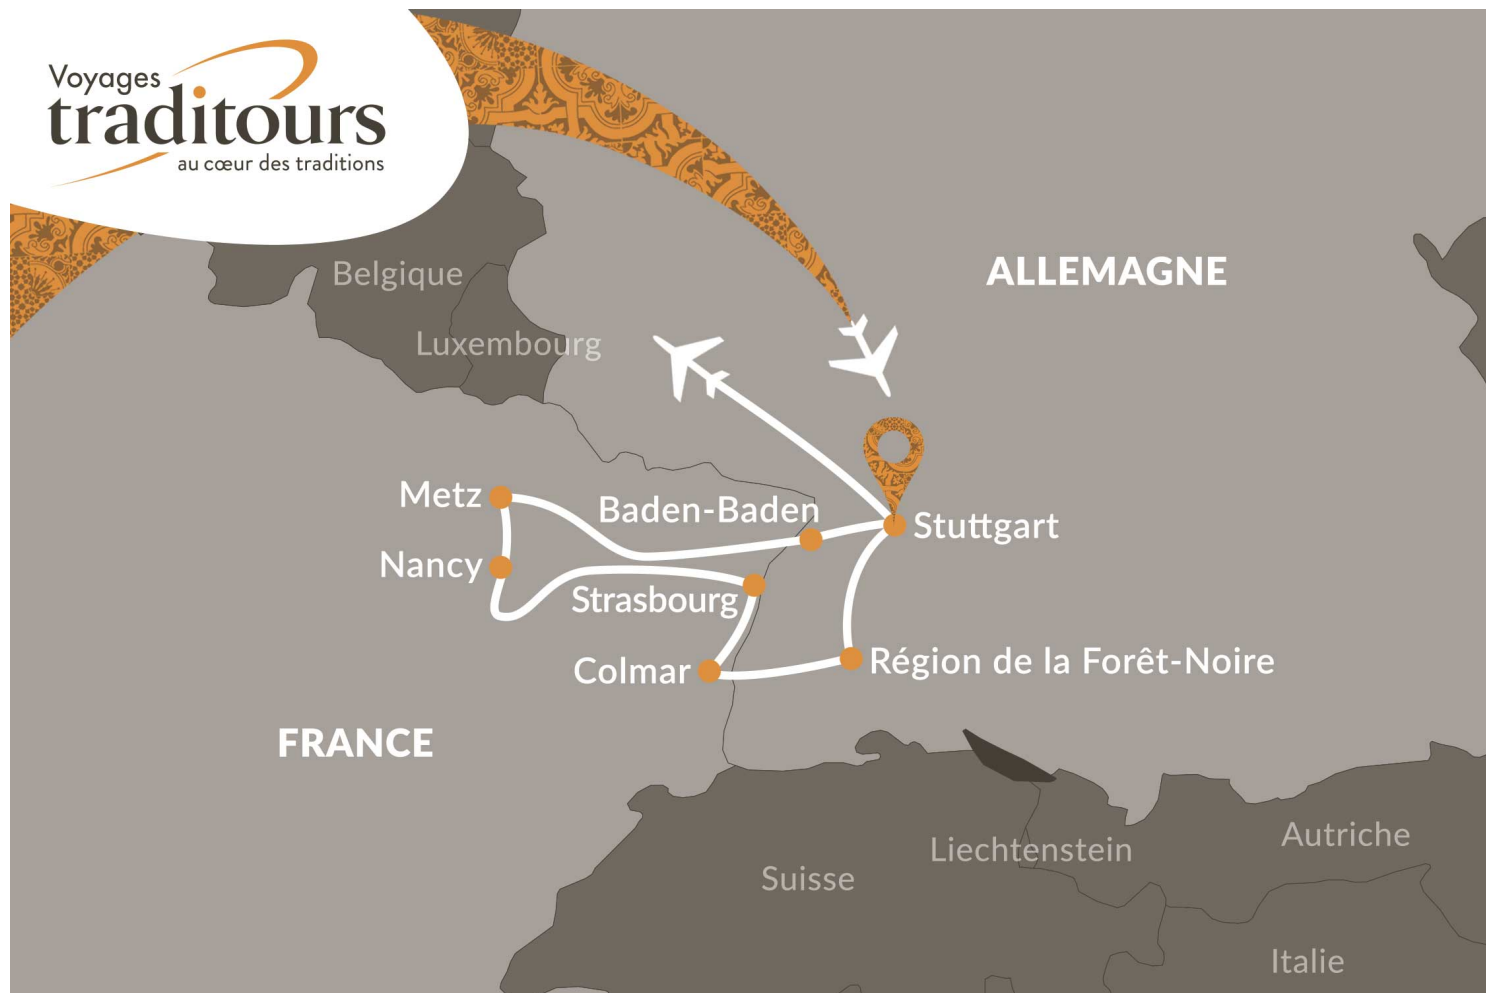 Voyages
traditours
au cœur des traditions
Belgique
ALLEMAGNE
Luxembourg
Metz
Baden-Baden
Stuttgart
Nancy
Strasbourg
Colmar
Région de la Forêt-Noire
FRANCE
Autriche
Liechtenstein
Suisse
Italie